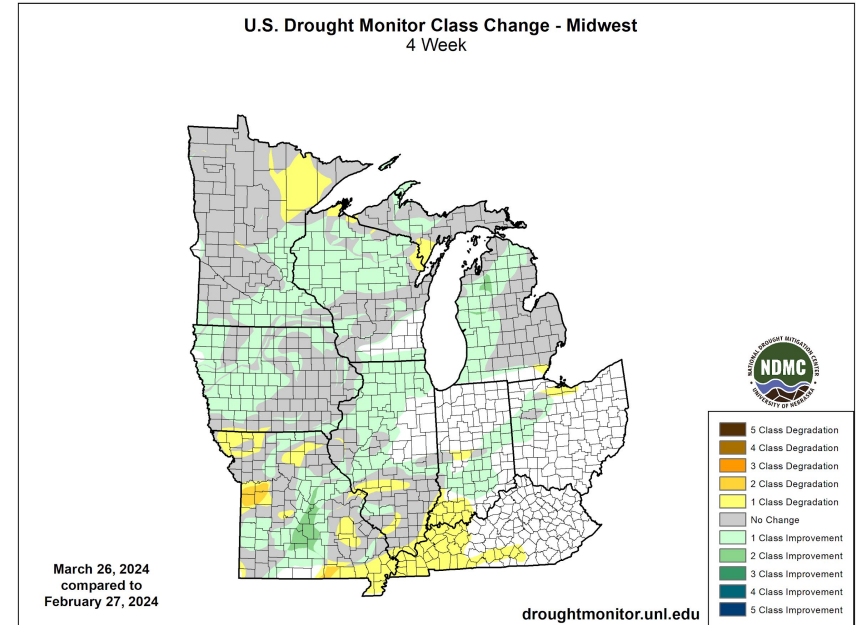 U.S. Drought Monitor Class Change - Midwest
4 Week
NATIONAL DROUGHT MITIGATION CENTER
NDMC
UNIVERSITY OF NEBRASKA
5 Class Degradation
4 Class Degradation
3 Class Degradation
2 Class Degradation
1 Class Degradation
No Change
1 Class Improvement
2 Class Improvement
3 Class Improvement
4 Class Improvement
5 Class Improvement
March 26, 2024
compared to
February 27, 2024
droughtmonitor.unl.edu